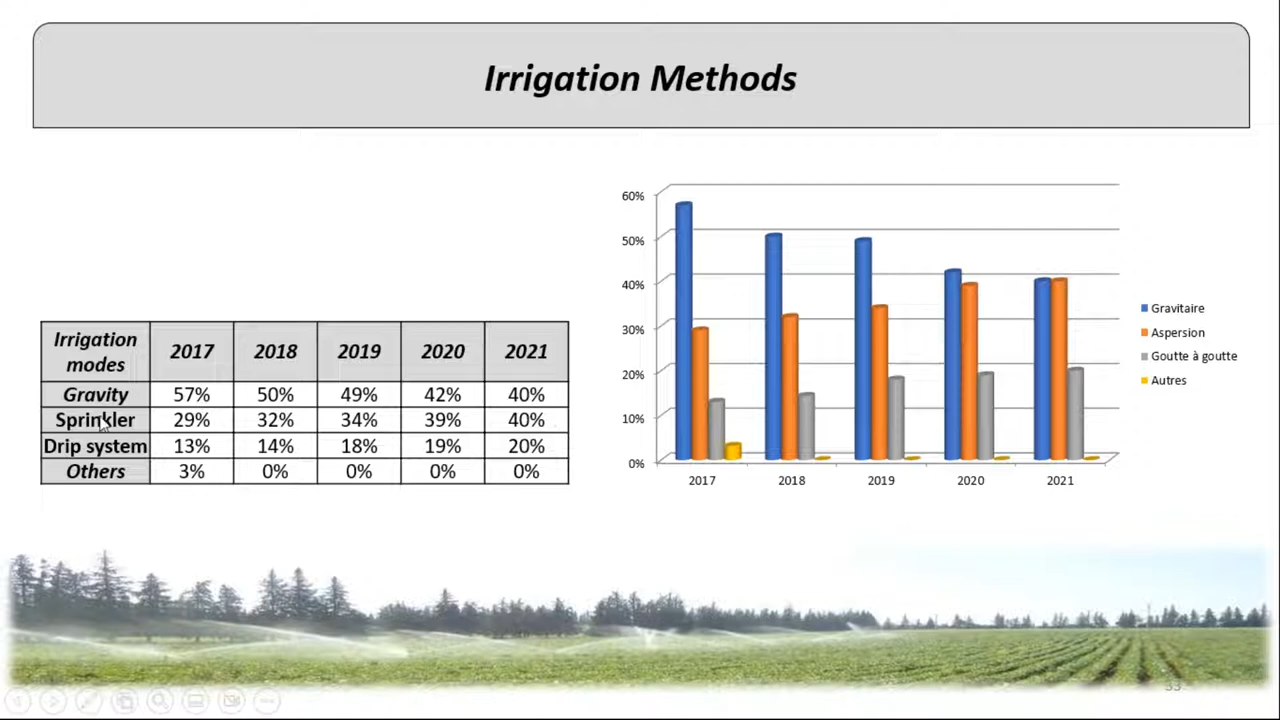 Irrigation Methods
Irrigation modes 2017 2018 2019 2020 2021
Gravity 57% 50% 49% 42% 40%
Sprinkler 29% 32% 34% 39% 40%
Drip system 13% 14% 18% 19% 20%
Others 3% 0% 0% 0% 0%
60%
50%
40%
30%
20%
10%
0%
2017 2018 2019 2020 2021
Gravitaire
Aspersion
Goutte à goutte
Autres
33